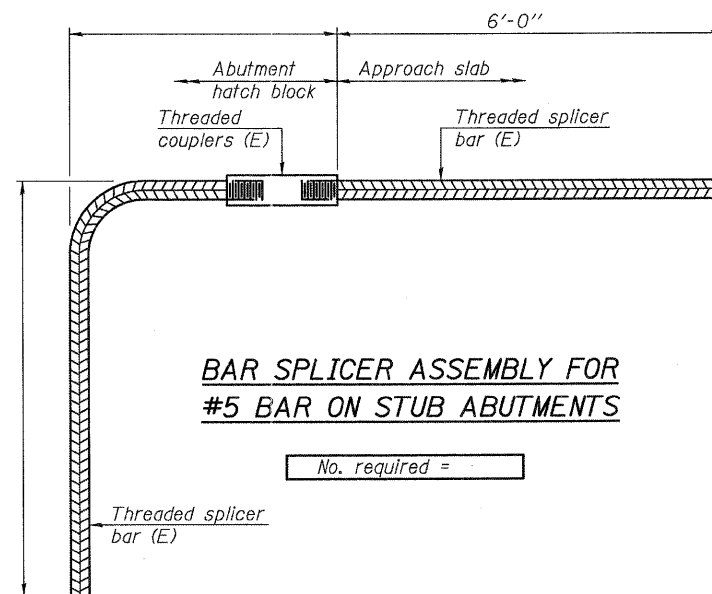 6'-0"
Abutment
hatch block
Approach slab
Threaded
couplers (E)
Threaded splicer
bar (E)
BAR SPLICER ASSEMBLY FOR
#5 BAR ON STUB ABUTMENTS
No. required =
Threaded splicer
bar (E)